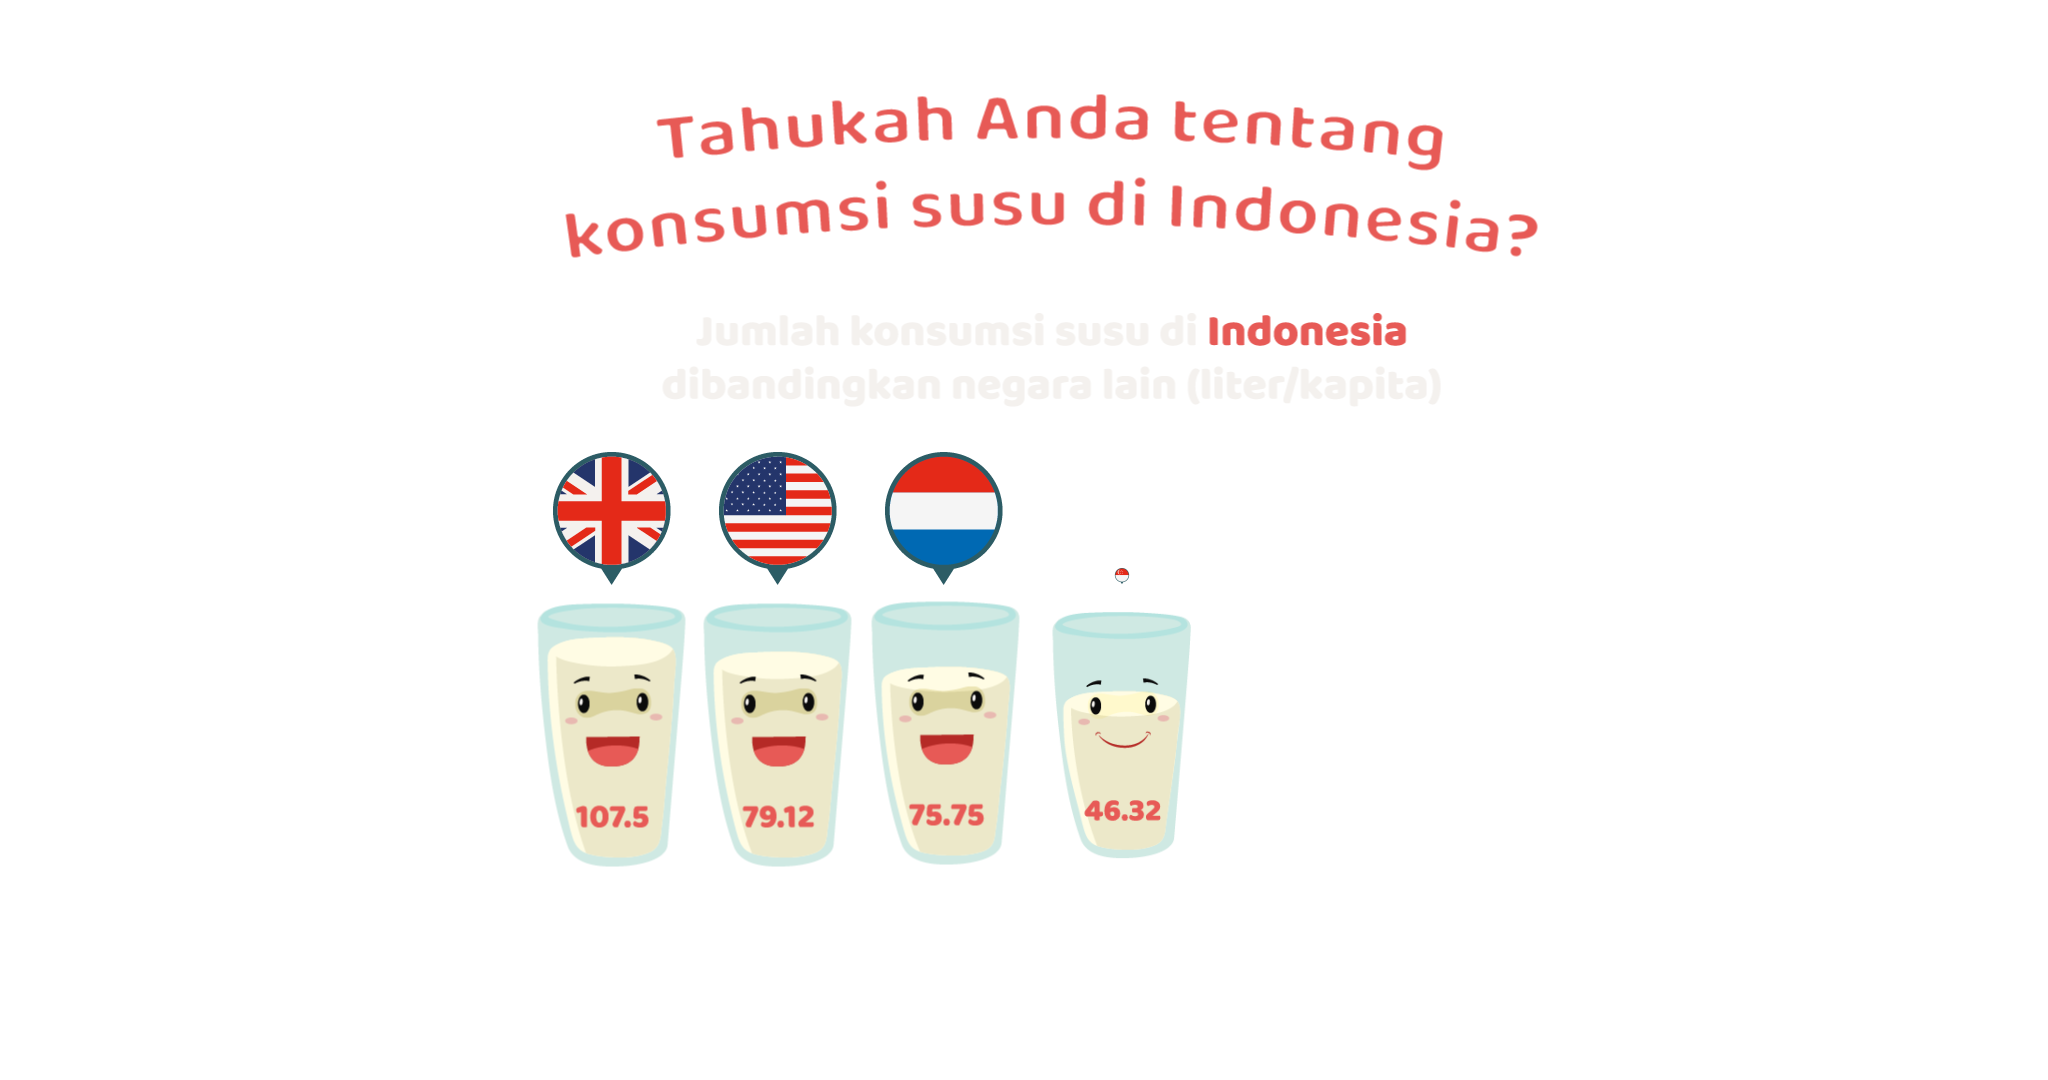 Tahukah Anda tentang
konsumsi susu di Indonesia?
Jumlah konsumsi susu di Indonesia
dibandingkan negara lain (liter/kapita)
107.5
79.12
75.75
46.32